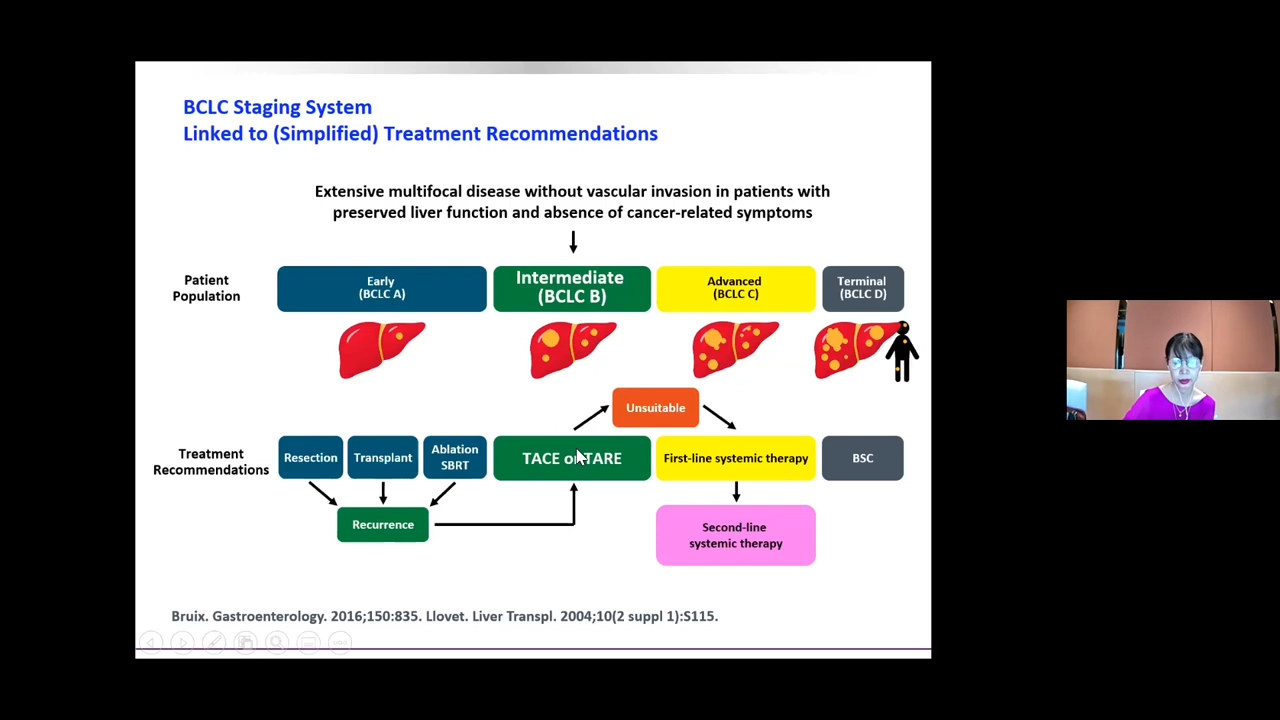 BCLC Staging System
Linked to (Simplified) Treatment Recommendations
Extensive multifocal disease without vascular invasion in patients with
preserved liver function and absence of cancer-related symptoms
Patient
Population
Early
(BCLC A)
Intermediate
(BCLC B)
Advanced
(BCLC C)
Terminal
(BCLC D)
Unsuitable
Treatment
Recommendations
Resection
Transplant
Ablation
SBRT
TACE or TARE
First-line systemic therapy
BSC
Recurrence
Second-line
systemic therapy
Bruix. Gastroenterology. 2016;150:835. Llovet. Liver Transpl. 2004;10(2 suppl 1):S115.